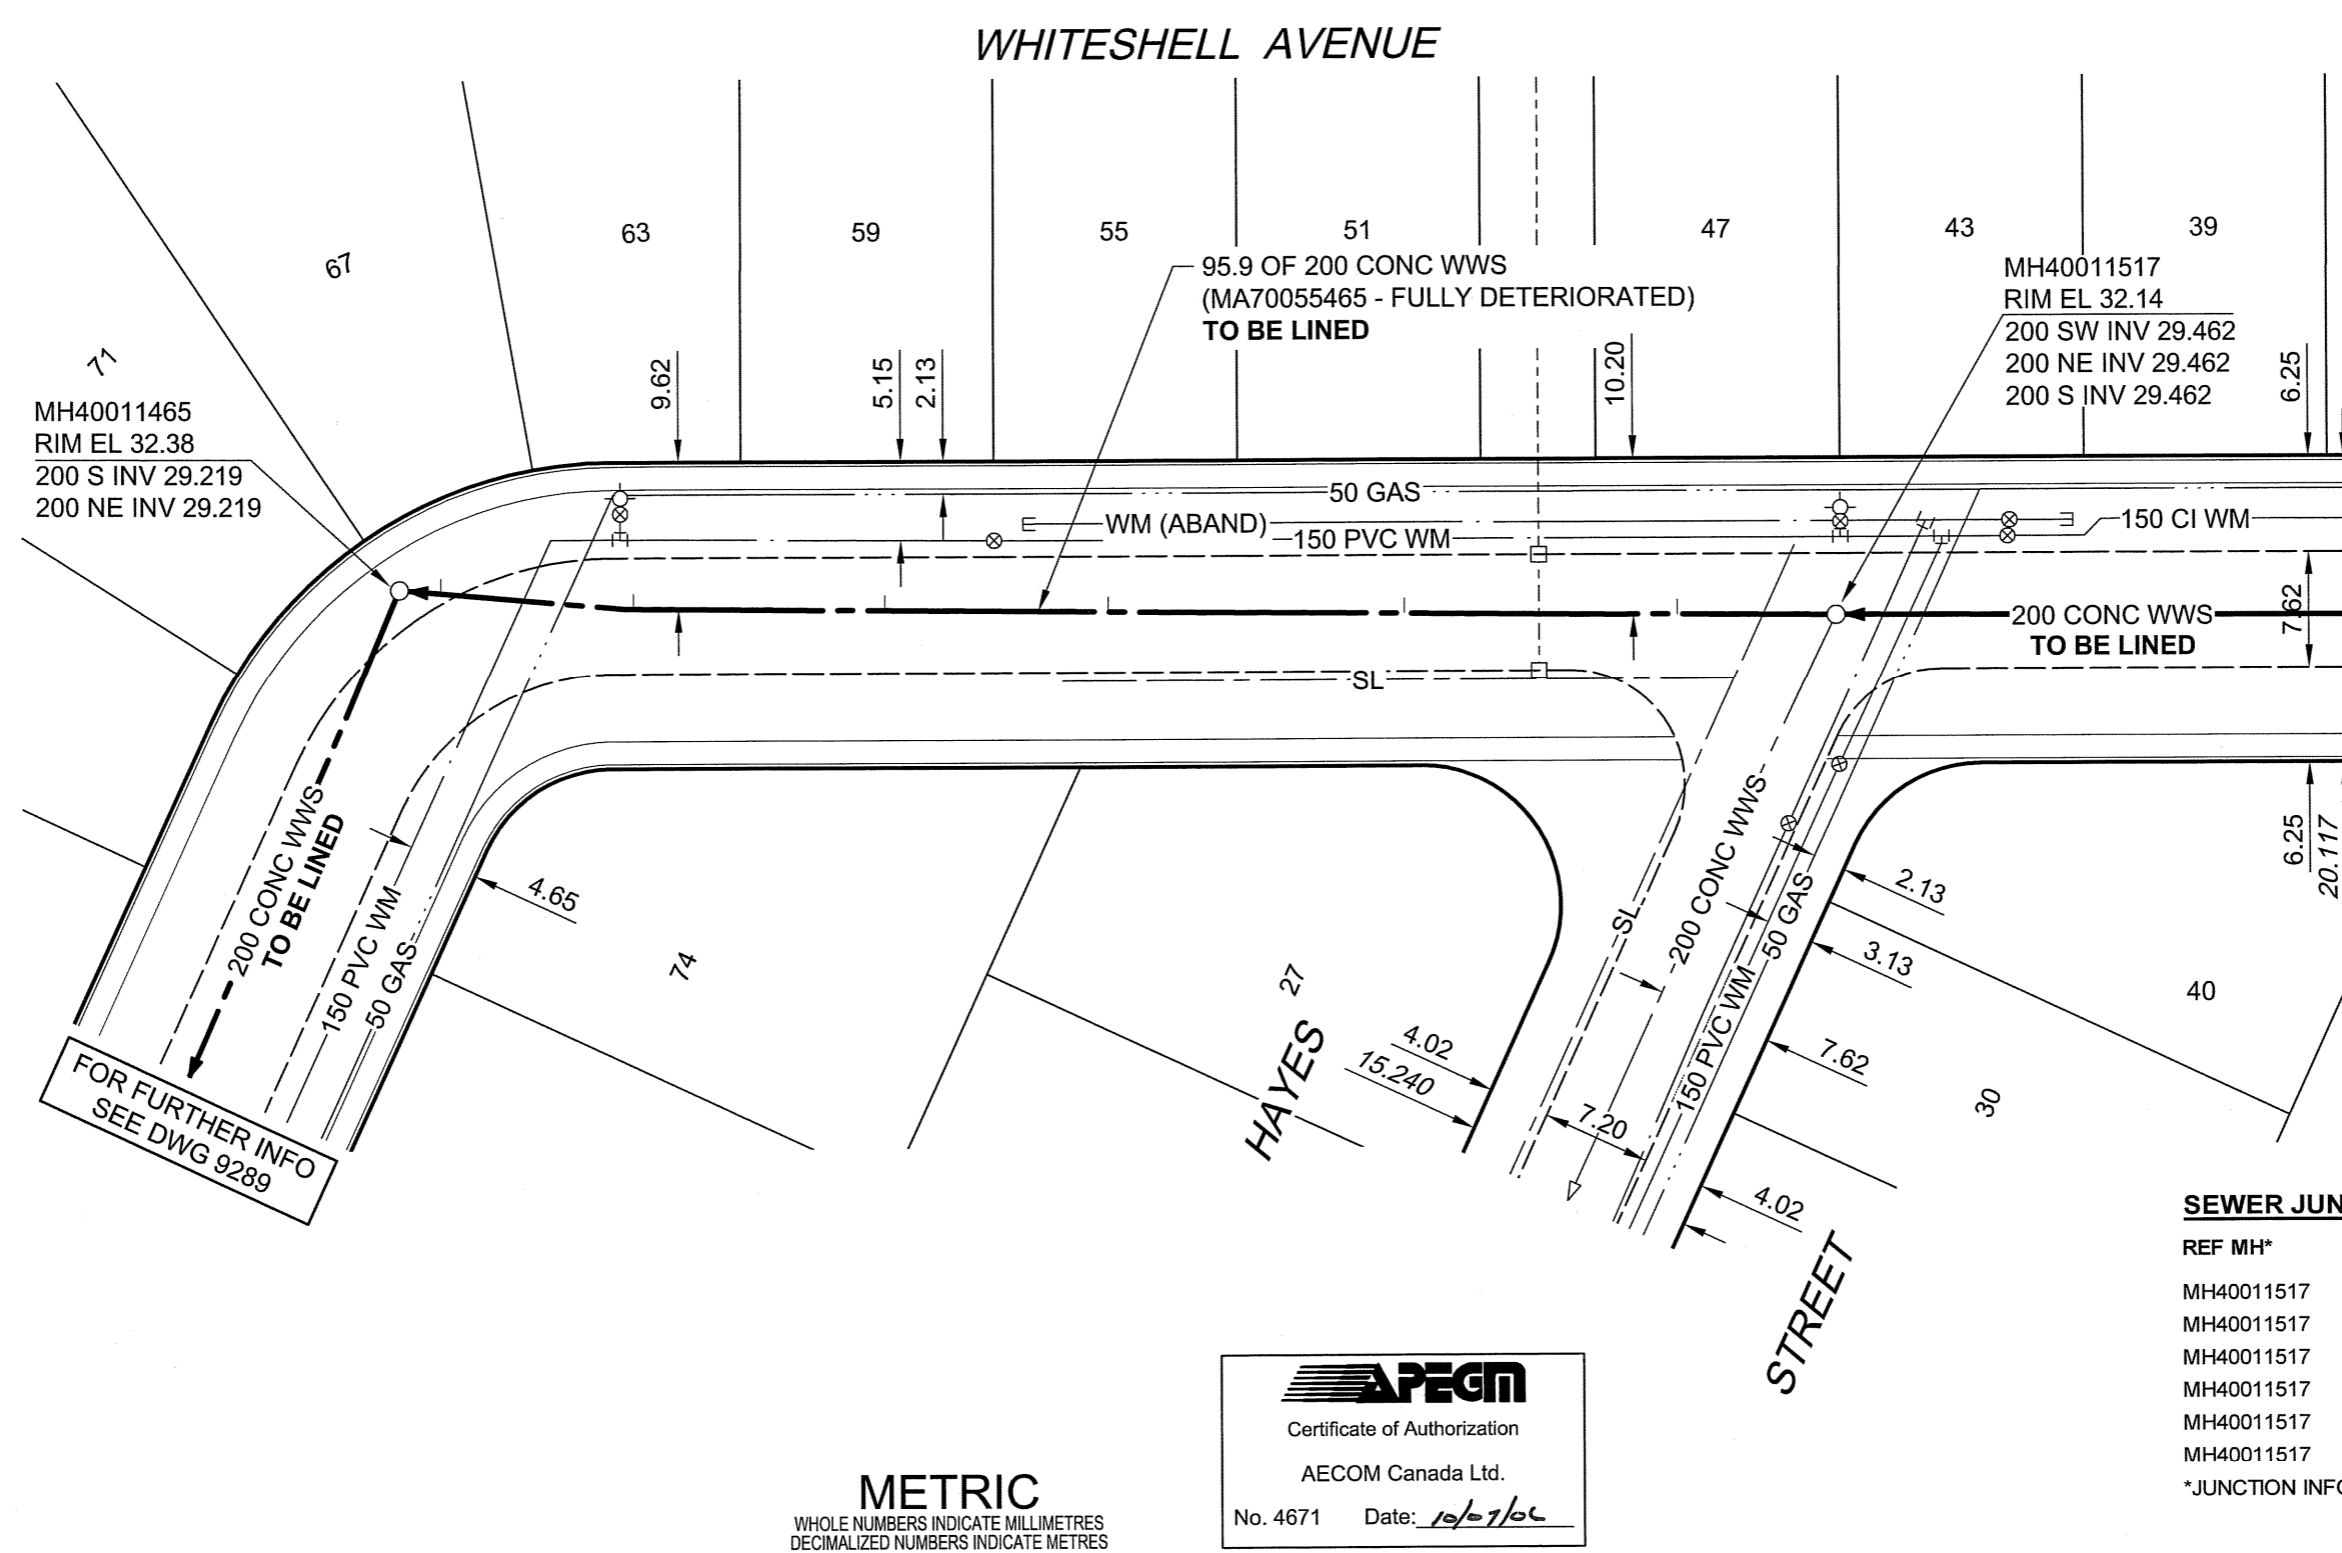 WHITESHELL AVENUE
67
63
59
55
51
47
43
39
71
95.9 OF 200 CONC WWS
(MA70055465 - FULLY DETERIORATED)
TO BE LINED
MH40011517
RIM EL 32.14
200 SW INV 29.462
200 NE INV 29.462
200 S INV 29.462
9.62
5.15
2.13
10.20
6.25
MH40011465
RIM EL 32.38
200 S INV 29.219
200 NE INV 29.219
50 GAS
WM (ABAND)
150 PVC WM
150 CI WM
200 CONC WWS
TO BE LINED
7.62
SL
200 CONC WWS
TO BE LINED
150 PVC WM
50 GAS
4.65
74
27
HAYES
STREET
4.02
15.240
SL
200 CONC WWS
150 PVC WM
50 GAS
7.20
2.13
3.13
7.62
4.02
30
40
6.25
20.117
FOR FURTHER INFO
SEE DWG 9289
SEWER JUN
REF MH*
MH40011517
MH40011517
MH40011517
MH40011517
MH40011517
MH40011517
*JUNCTION INFO
APEGM
Certificate of Authorization
AECOM Canada Ltd.
No. 4671 Date:
METRIC
WHOLE NUMBERS INDICATE MILLIMETRES
DECIMALIZED NUMBERS INDICATE METRES